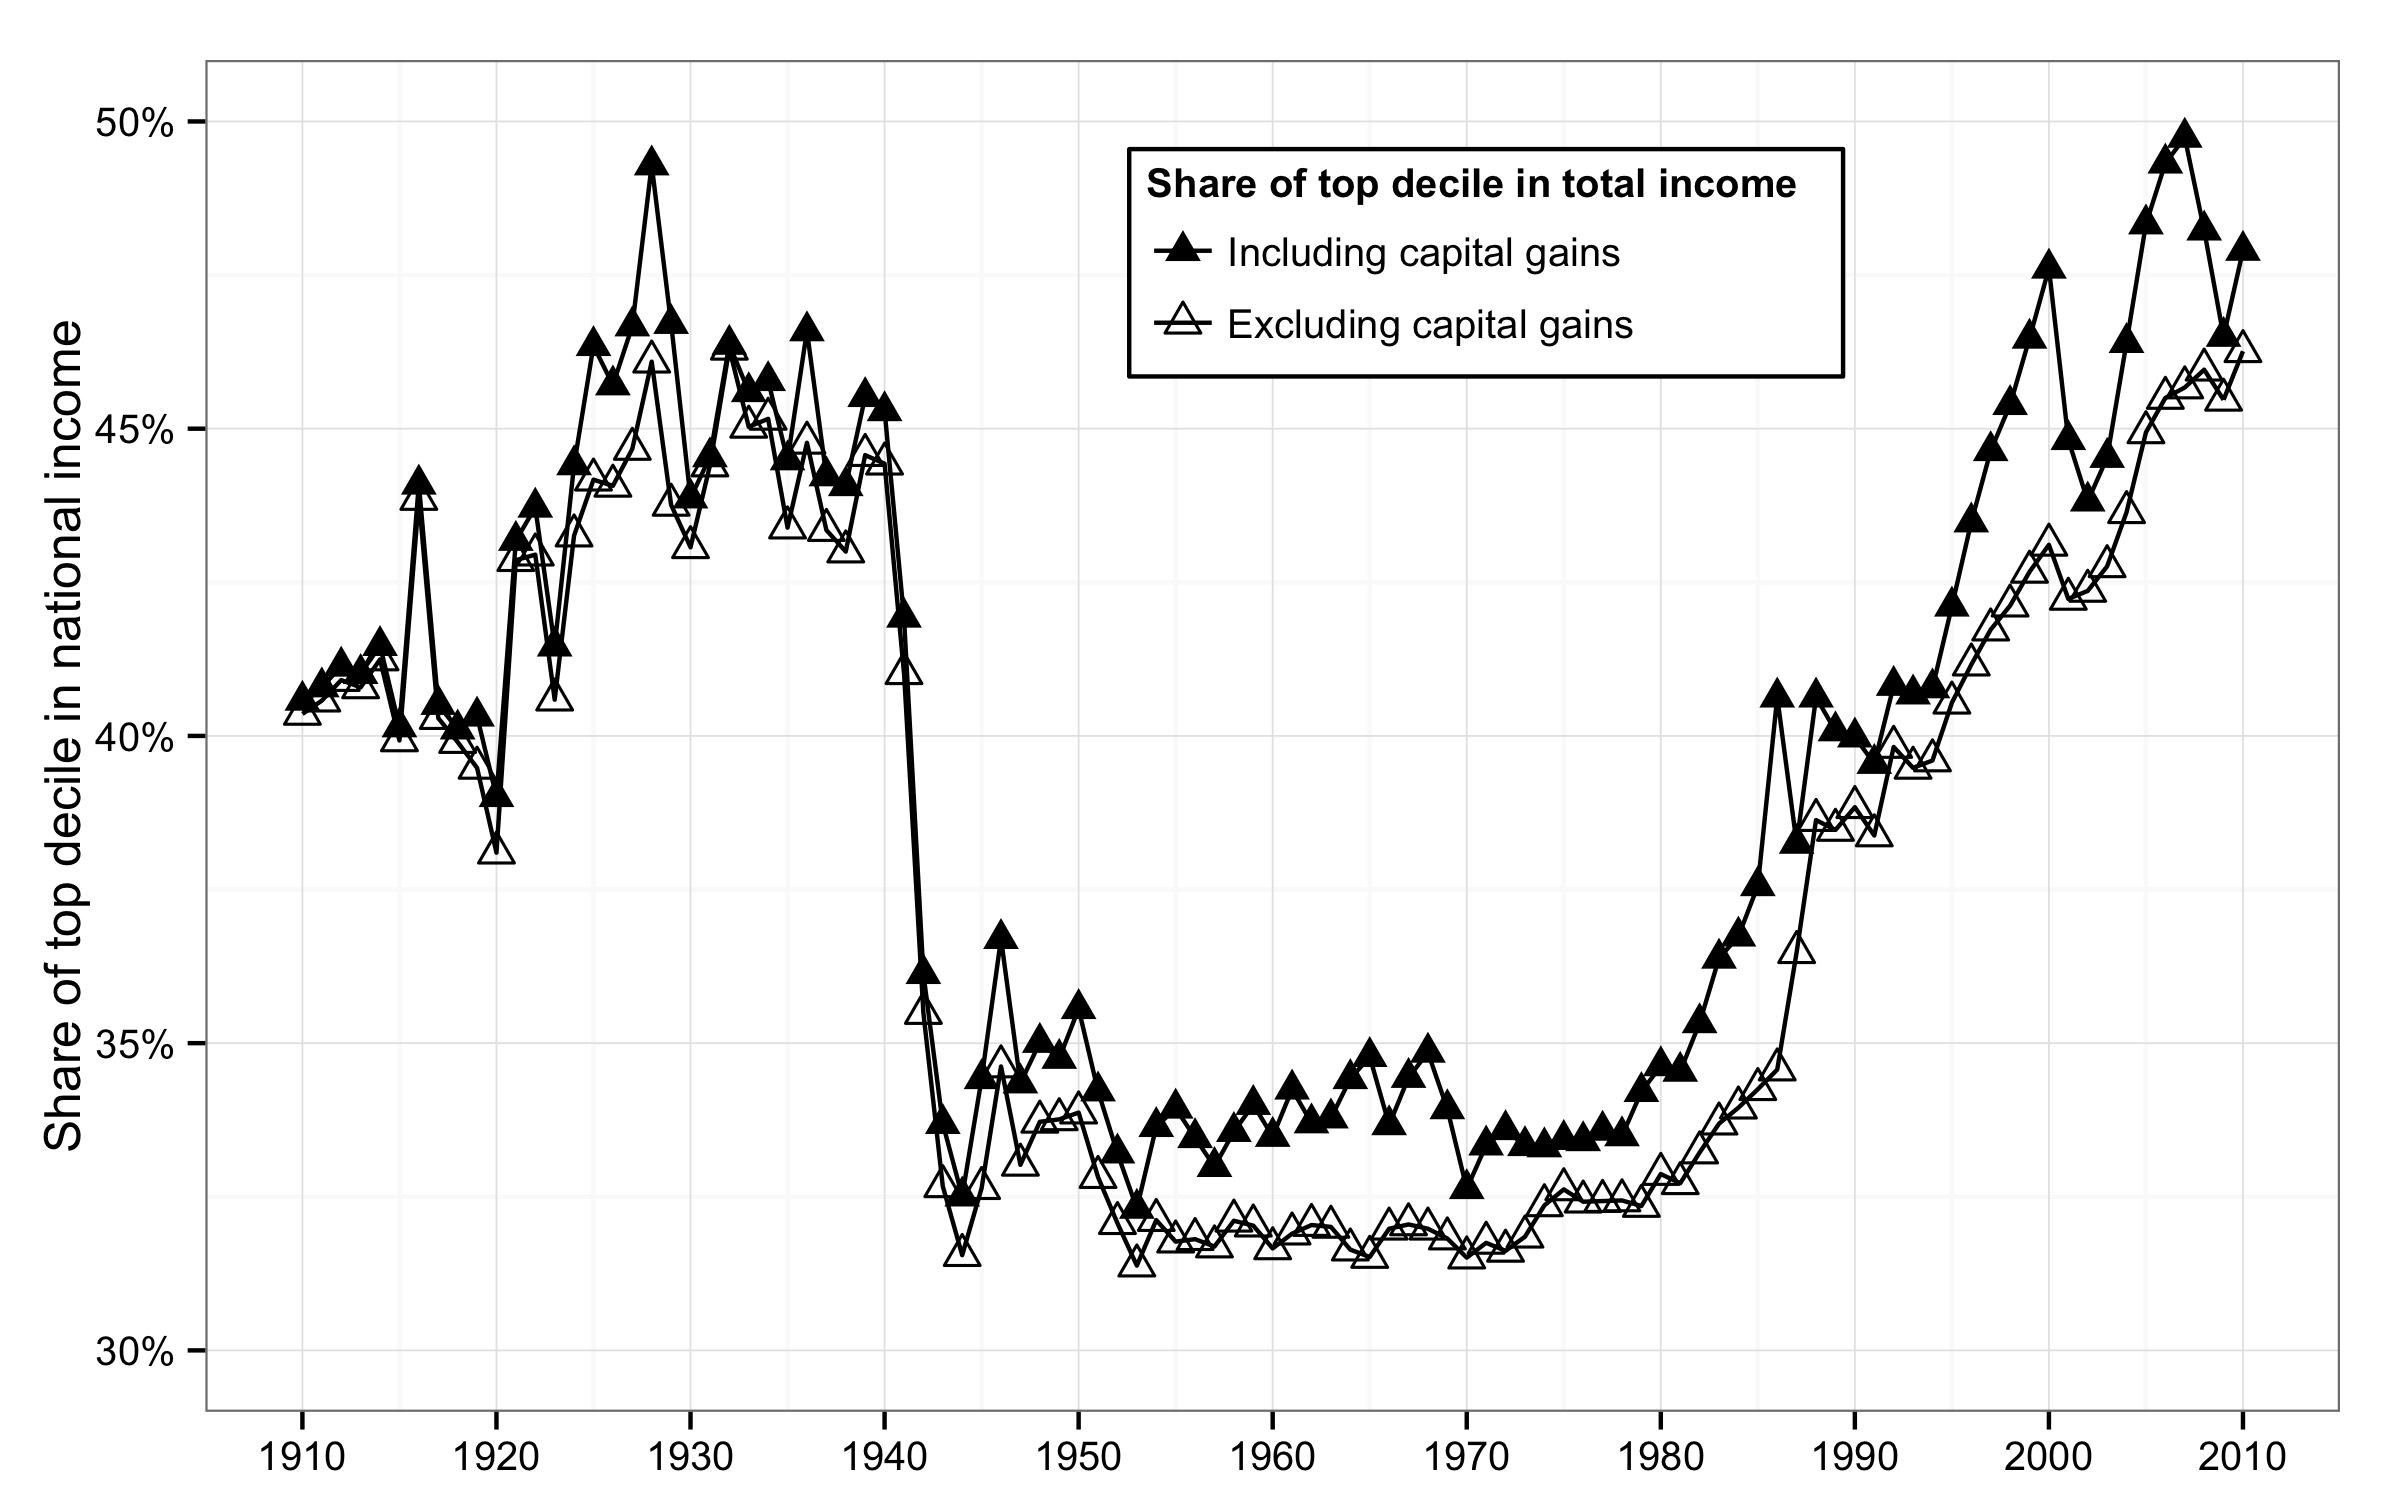 Share of top decile in national income
50%
45%
40%
35%
30%
Share of top decile in total income
Including capital gains
Excluding capital gains
1910 1920 1930 1940 1950 1960 1970 1980 1990 2000 2010